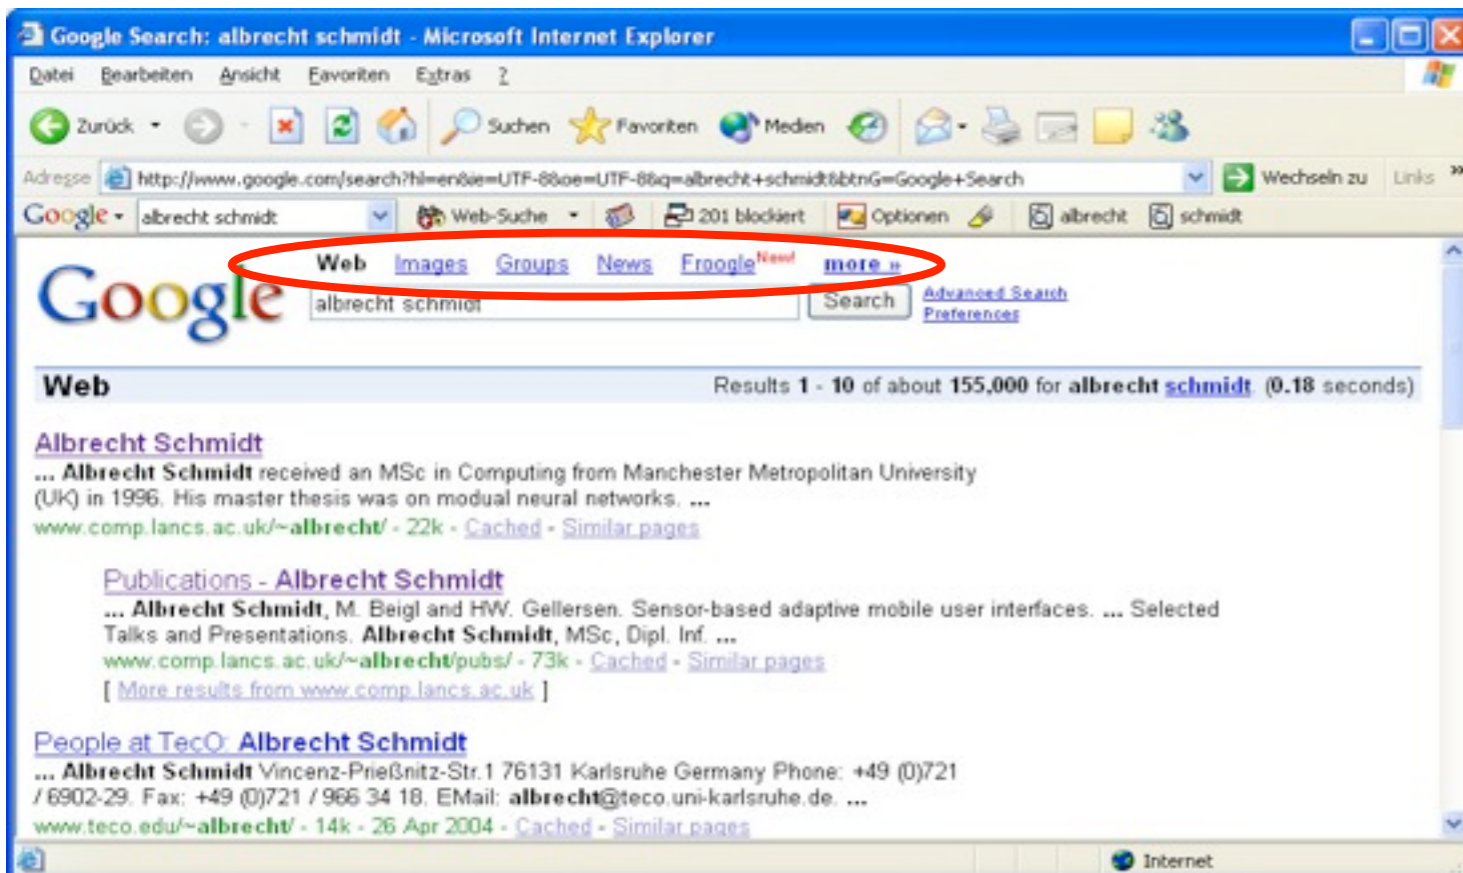 Google Search: albrecht schmidt - Microsoft Internet Explorer
Datei Bearbeiten Ansicht Favoriten Extras ?
Zurück Suchen Favoriten Medien
Adresse http://www.google.com/search?hl=en&ie=UTF-8&oe=UTF-8&q=albrecht+schmidt&btnG=Google+Search Wechseln zu Links »
Google albrecht schmidt Web-Suche 201 blockiert Optionen albrecht schmidt
Web Images Groups News Froogle New! more »
Google albrecht schmidt Search Advanced Search
Preferences
Web Results 1 - 10 of about 155,000 for albrecht schmidt. (0.18 seconds)
Albrecht Schmidt
... Albrecht Schmidt received an MSc in Computing from Manchester Metropolitan University
(UK) in 1996. His master thesis was on modual neural networks. ...
www.comp.lancs.ac.uk/~albrecht/ - 22k - Cached - Similar pages
Publications - Albrecht Schmidt
... Albrecht Schmidt, M. Beigl and HW. Gellersen. Sensor-based adaptive mobile user interfaces. ... Selected
Talks and Presentations. Albrecht Schmidt, MSc, Dipl. Inf. ...
www.comp.lancs.ac.uk/~albrecht/pubs/ - 73k - Cached - Similar pages
[ More results from www.comp.lancs.ac.uk ]
People at TecO: Albrecht Schmidt
... Albrecht Schmidt Vincenz-Prießnitz-Str.1 76131 Karlsruhe Germany Phone: +49 (0)721
/ 6902-29. Fax: +49 (0)721 / 966 34 18. EMail: albrecht@teco.uni-karlsruhe.de. ...
www.teco.edu/~albrecht/ - 14k - 26 Apr 2004 - Cached - Similar pages
Internet